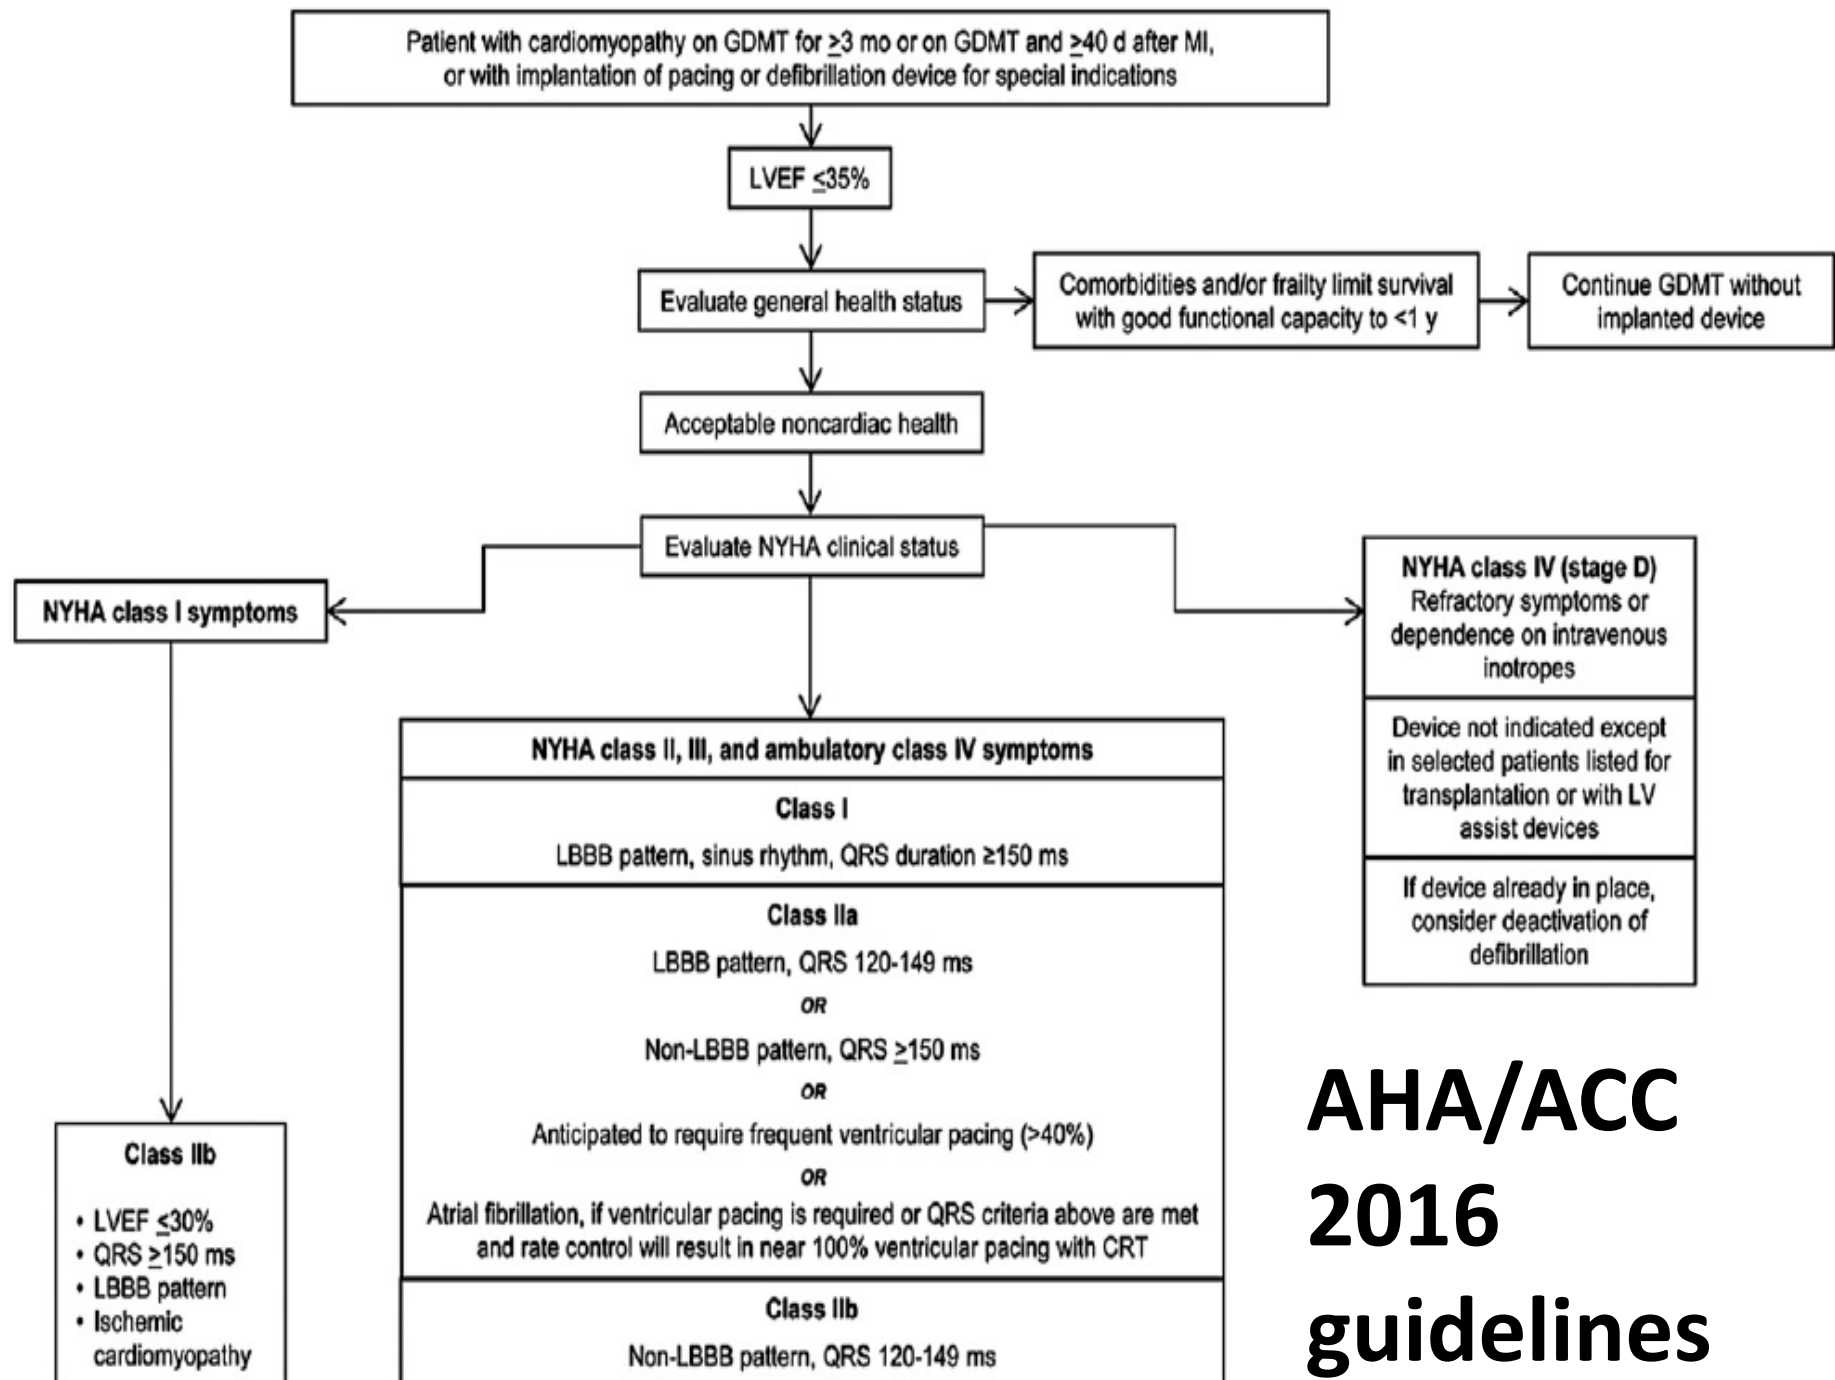 Patient with cardiomyopathy on GDMT for ≥3 mo or on GDMT and ≥40 d after MI,
or with implantation of pacing or defibrillation device for special indications
LVEF ≤35%
Evaluate general health status
Comorbidities and/or frailty limit survival
with good functional capacity to <1 y
Continue GDMT without
implanted device
Acceptable noncardiac health
Evaluate NYHA clinical status
NYHA class I symptoms
Class IIb
• LVEF ≤30%
• QRS ≥150 ms
• LBBB pattern
• Ischemic
cardiomyopathy
NYHA class II, III, and ambulatory class IV symptoms
Class I
LBBB pattern, sinus rhythm, QRS duration ≥150 ms
Class IIa
LBBB pattern, QRS 120-149 ms
OR
Non-LBBB pattern, QRS ≥150 ms
OR
Anticipated to require frequent ventricular pacing (>40%)
OR
Atrial fibrillation, if ventricular pacing is required or QRS criteria above are met
and rate control will result in near 100% ventricular pacing with CRT
Class IIb
Non-LBBB pattern, QRS 120-149 ms
NYHA class IV (stage D)
Refractory symptoms or
dependence on intravenous
inotropes
Device not indicated except
in selected patients listed for
transplantation or with LV
assist devices
If device already in place,
consider deactivation of
defibrillation
AHA/ACC
2016
guidelines